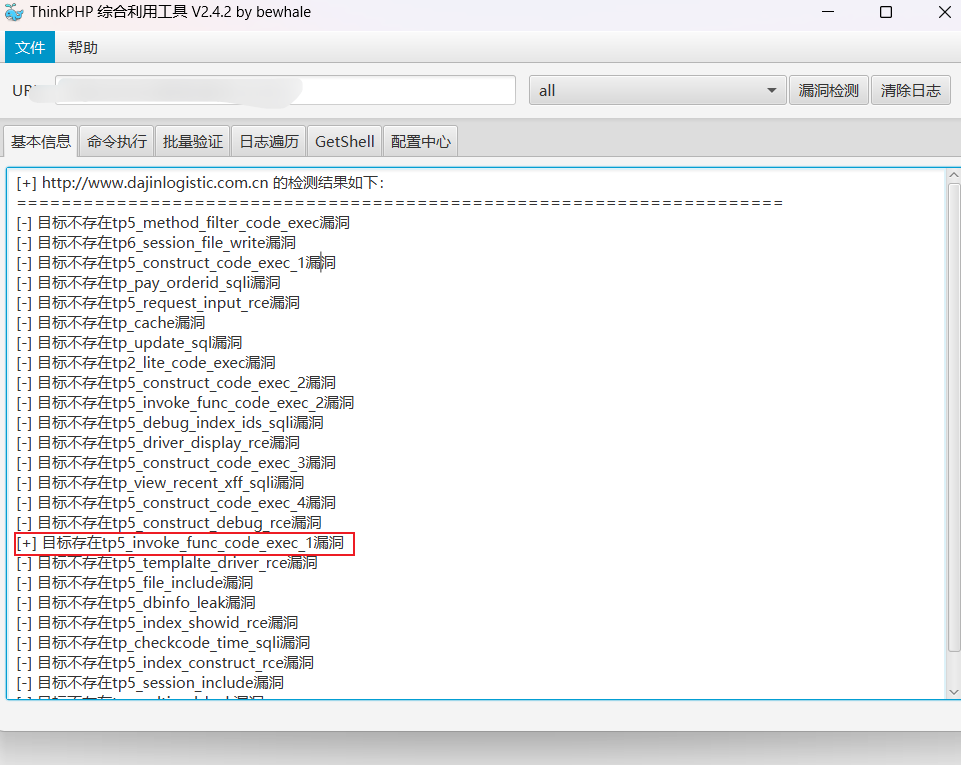 ThinkPHP 综合利用工具 V2.4.2 by bewhale
文件 帮助
all 漏洞检测 清除日志
基本信息 命令执行 批量验证 日志遍历 GetShell 配置中心
[+] http://www.dajinlogistic.com.cn 的检测结果如下:
=================================================================
[-] 目标不存在tp5_method_filter_code_exec漏洞
[-] 目标不存在tp6_session_file_write漏洞
[-] 目标不存在tp5_construct_code_exec_1漏洞
[-] 目标不存在tp_pay_orderid_sqli漏洞
[-] 目标不存在tp5_request_input_rce漏洞
[-] 目标不存在tp_cache漏洞
[-] 目标不存在tp_update_sql漏洞
[-] 目标不存在tp2_lite_code_exec漏洞
[-] 目标不存在tp5_construct_code_exec_2漏洞
[-] 目标不存在tp5_invoke_func_code_exec_2漏洞
[-] 目标不存在tp5_debug_index_ids_sqli漏洞
[-] 目标不存在tp5_driver_display_rce漏洞
[-] 目标不存在tp5_construct_code_exec_3漏洞
[-] 目标不存在tp_view_recent_xff_sqli漏洞
[-] 目标不存在tp5_construct_code_exec_4漏洞
[-] 目标不存在tp5_construct_debug_rce漏洞
[+] 目标存在tp5_invoke_func_code_exec_1漏洞
[-] 目标不存在tp5_templalte_driver_rce漏洞
[-] 目标不存在tp5_file_include漏洞
[-] 目标不存在tp5_dbinfo_leak漏洞
[-] 目标不存在tp5_index_showid_rce漏洞
[-] 目标不存在tp_checkcode_time_sqli漏洞
[-] 目标不存在tp5_index_construct_rce漏洞
[-] 目标不存在tp5_session_include漏洞